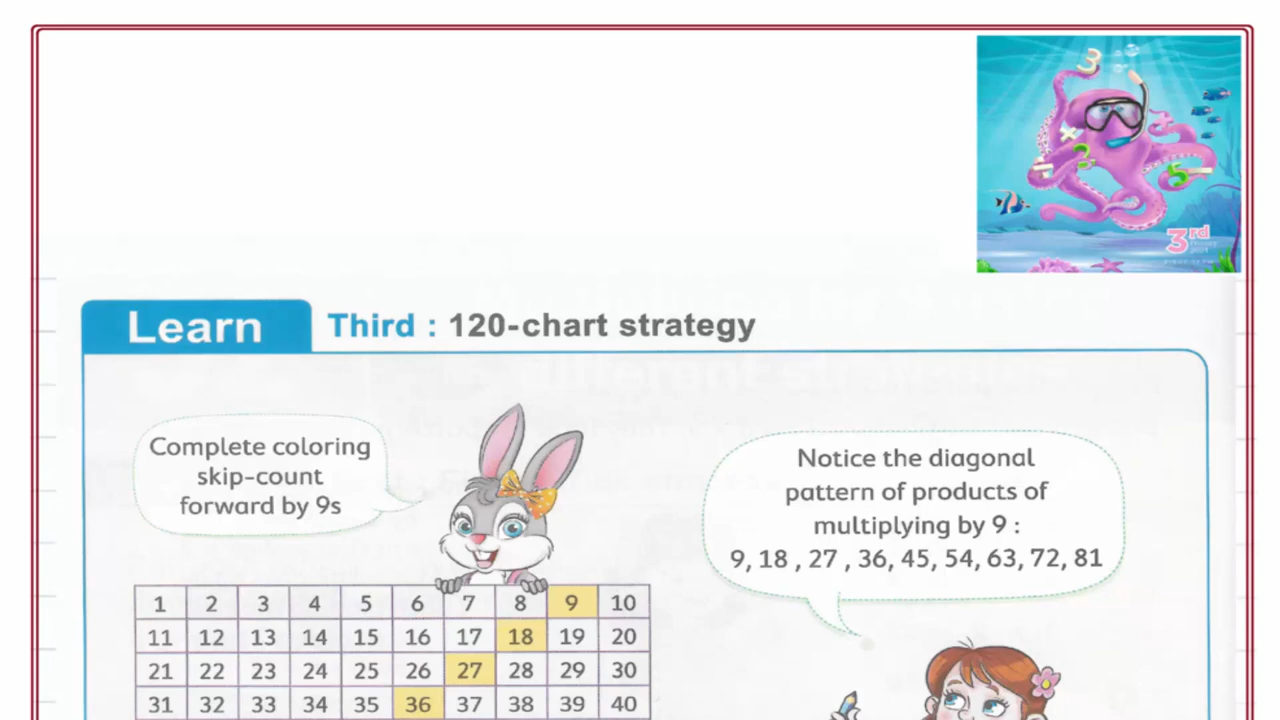 3rd
Learn
Third : 120-chart strategy
Complete coloring
skip-count
forward by 9s
Notice the diagonal
pattern of products of
multiplying by 9 :
9, 18 , 27 , 36, 45, 54, 63, 72, 81
1 2 3 4 5 6 7 8 9 10
11 12 13 14 15 16 17 18 19 20
21 22 23 24 25 26 27 28 29 30
31 32 33 34 35 36 37 38 39 40